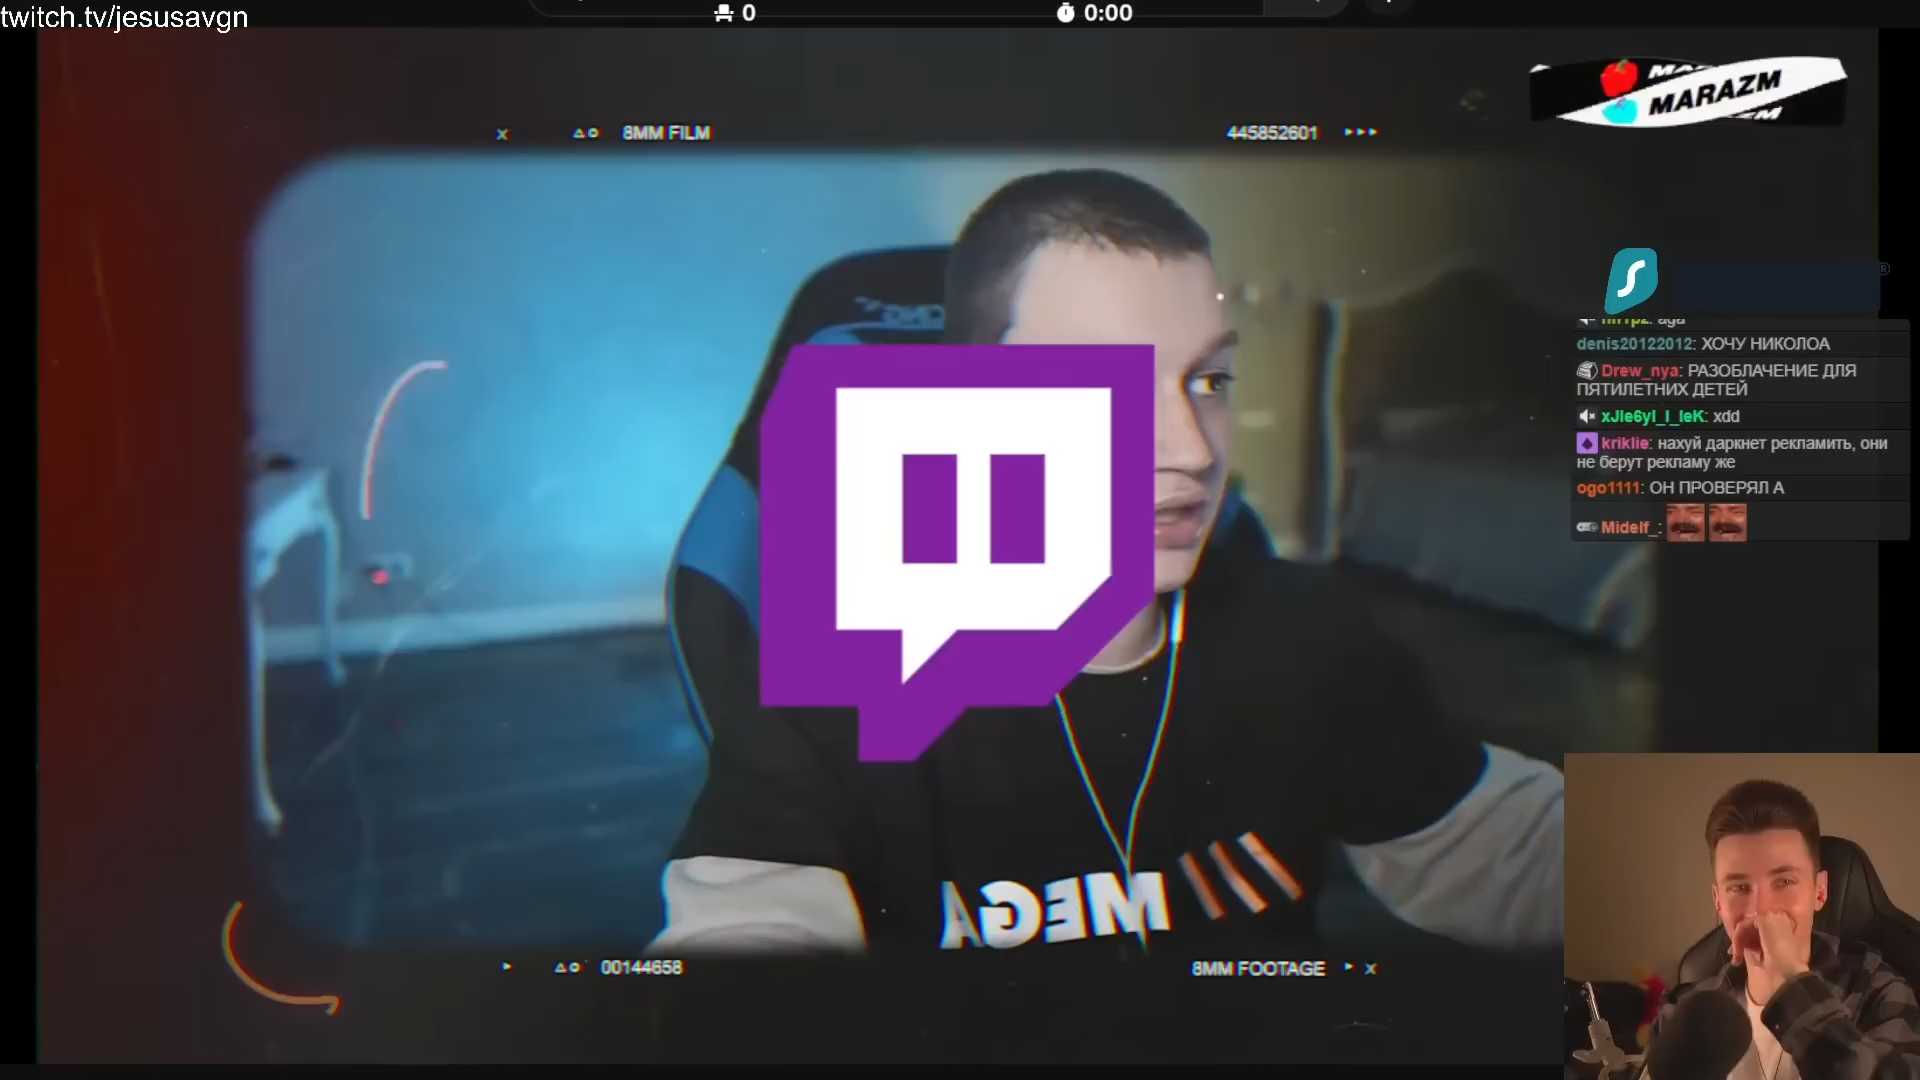 twitch.tv/jesusavgn
0
0:00
MARAZM
8MM FILM
445852601
aga
denis20122012: ХОЧУ НИКОЛОА
Drew_nya: РАЗОБЛАЧЕНИЕ ДЛЯ
ПЯТИЛЕТНИХ ДЕТЕЙ
xJle6yl_l_leK: xdd
kriklie: нахуй даркнет рекламить, они
не берут рекламу же
ogo1111: ОН ПРОВЕРЯЛ А
Midelf_:
MEGA
00144658
8MM FOOTAGE